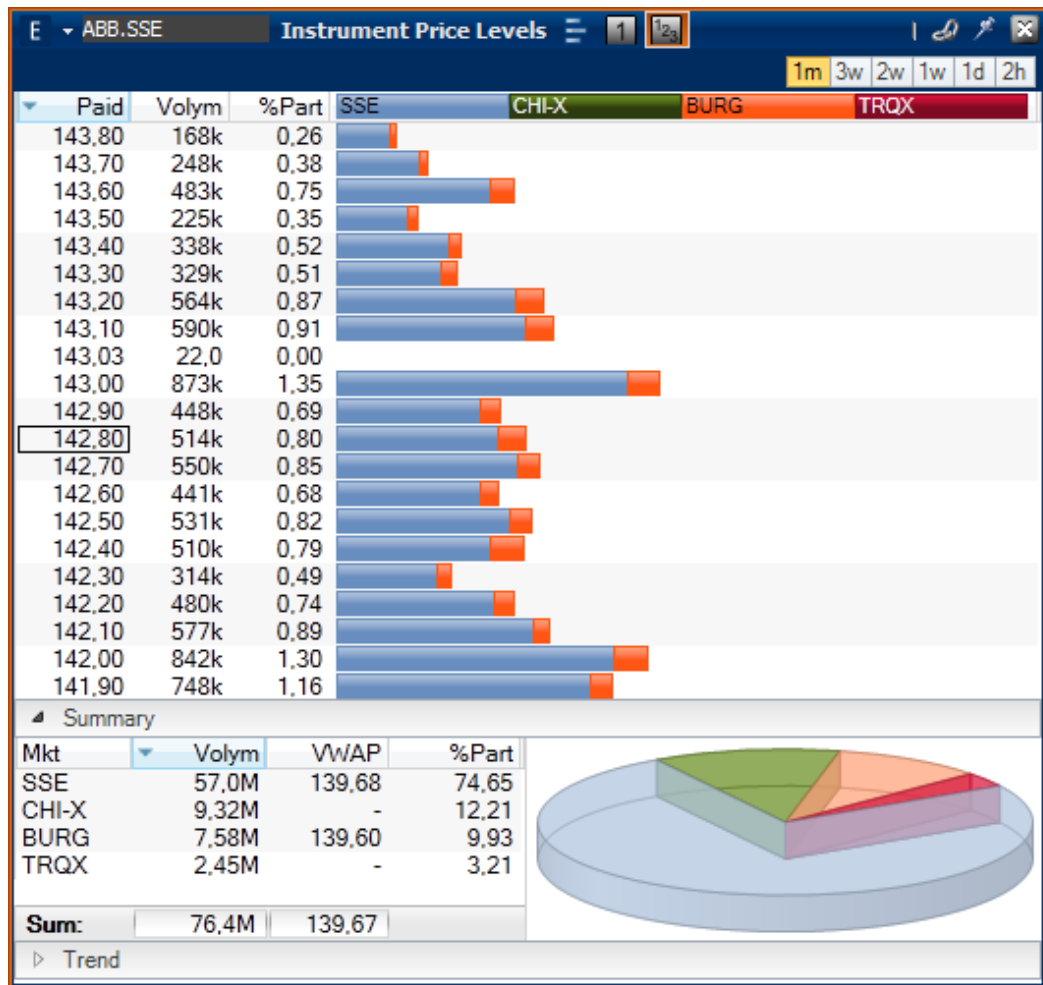 E ABB.SSE Instrument Price Levels 1 123
1m 3w 2w 1w 1d 2h
Paid Volym %Part SSE CHI-X BURG TRQX
143,80 168k 0,26
143,70 248k 0,38
143,60 483k 0,75
143,50 225k 0,35
143,40 338k 0,52
143,30 329k 0,51
143,20 564k 0,87
143,10 590k 0,91
143,03 22,0 0,00
143,00 873k 1,35
142,90 448k 0,69
142,80 514k 0,80
142,70 550k 0,85
142,60 441k 0,68
142,50 531k 0,82
142,40 510k 0,79
142,30 314k 0,49
142,20 480k 0,74
142,10 577k 0,89
142,00 842k 1,30
141,90 748k 1,16
Summary
Mkt Volym VWAP %Part
SSE 57,0M 139,68 74,65
CHI-X 9,32M - 12,21
BURG 7,58M 139,60 9,93
TRQX 2,45M - 3,21
Sum: 76,4M 139,67
Trend